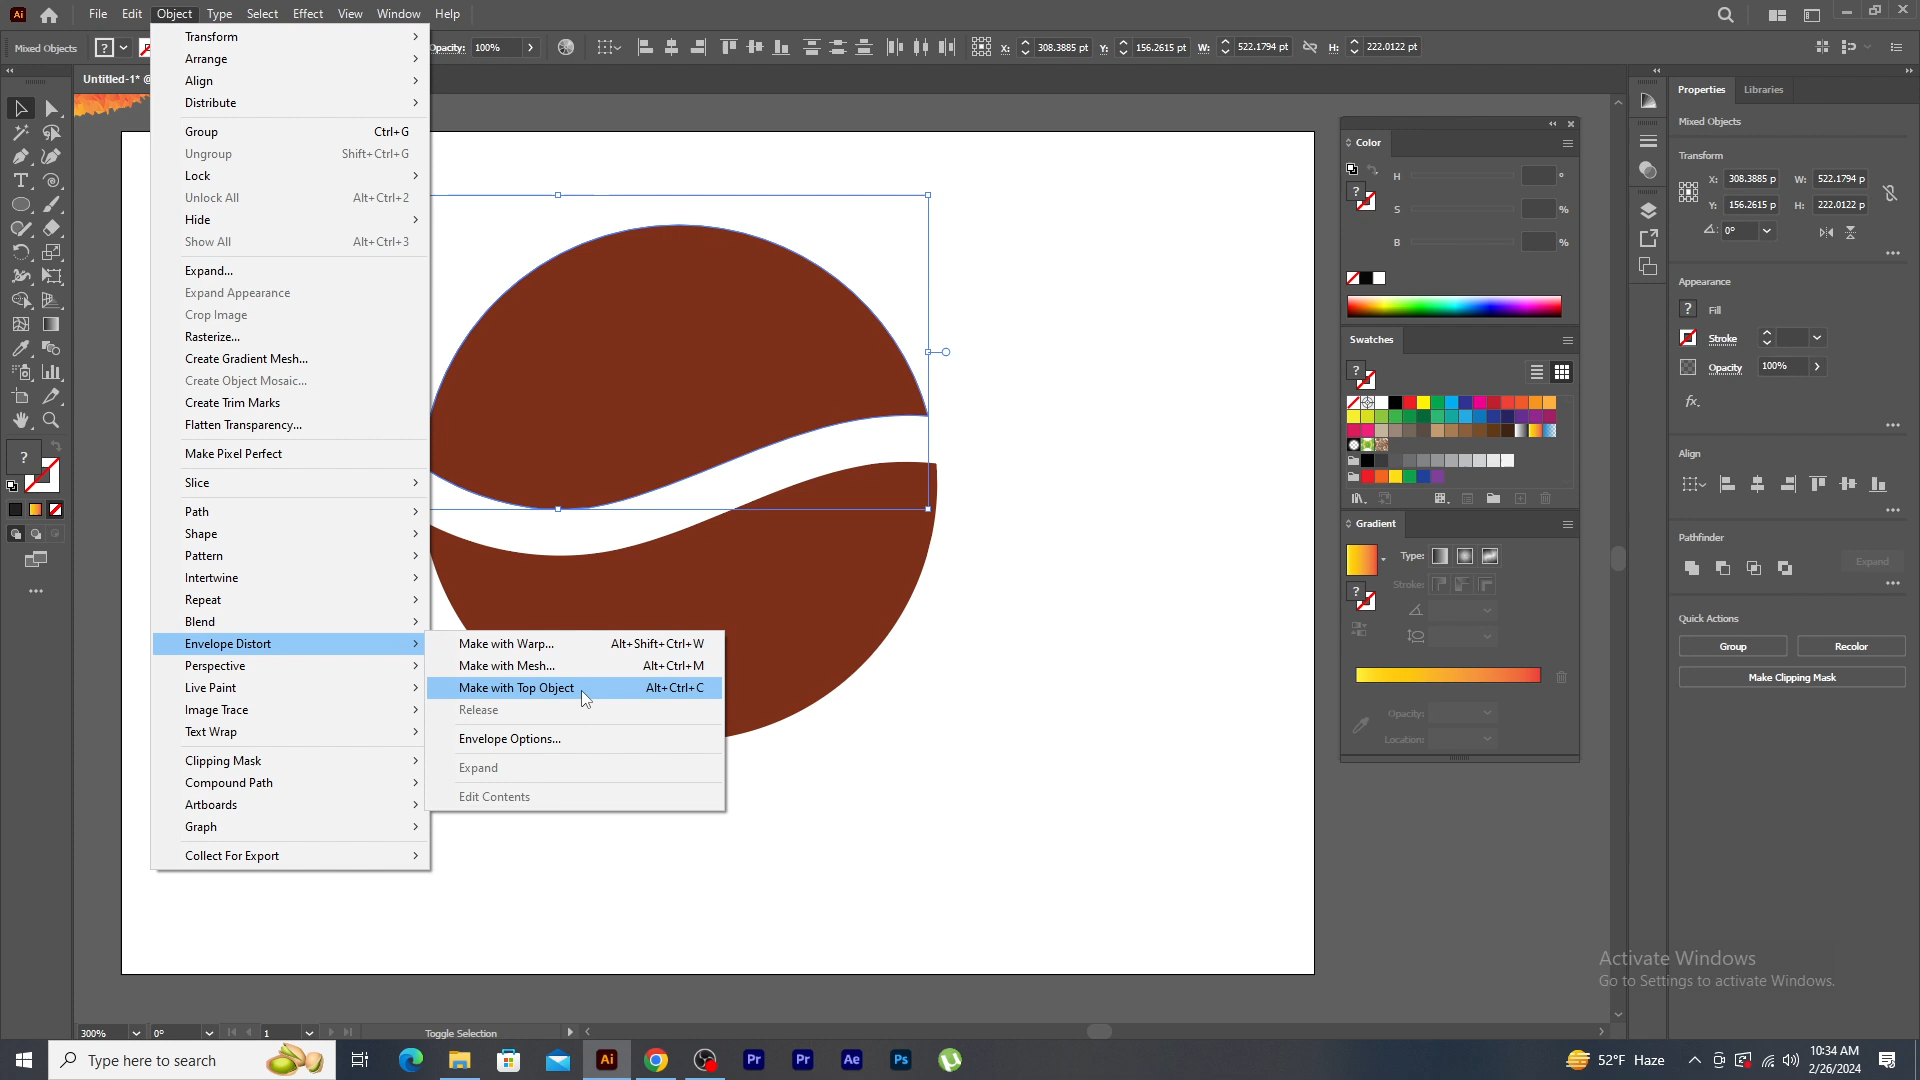 Ai File Edit Object Type Select Effect View Window Help
Mixed Objects ? Opacity: 100% X: 308.3885 pt Y: 156.2615 pt W: 522.1794 pt H: 222.0122 pt
Untitled-1* @
Transform
Arrange
Align
Distribute
Group Ctrl+G
Ungroup Shift+Ctrl+G
Lock
Unlock All Alt+Ctrl+2
Hide
Show All Alt+Ctrl+3
Expand...
Expand Appearance
Crop Image
Rasterize...
Create Gradient Mesh...
Create Object Mosaic...
Create Trim Marks
Flatten Transparency...
Make Pixel Perfect
Slice
Path
Shape
Pattern
Intertwine
Repeat
Blend
Envelope Distort
Perspective
Live Paint
Image Trace
Text Wrap
Clipping Mask
Compound Path
Artboards
Graph
Collect For Export
Make with Warp... Alt+Shift+Ctrl+W
Make with Mesh... Alt+Ctrl+M
Make with Top Object Alt+Ctrl+C
Release
Envelope Options...
Expand
Edit Contents
Color
? H °
S %
B %
Swatches
?
Gradient
Type:
Stroke:
?
Opacity:
Location:
Properties Libraries
Mixed Objects
Transform
X: 308.3885 p W: 522.1794 p
Y: 156.2615 p H: 222.0122 p
0°
Appearance
? Fill
Stroke
Opacity 100%
fx.
Align
Pathfinder
Expand
Quick Actions
Group Recolor
Make Clipping Mask
Activate Windows
Go to Settings to activate Windows.
300% 0° 1 Toggle Selection
Type here to search Ai Pr Pr Ae Ps 52°F Haze 10:34 AM
2/26/2024